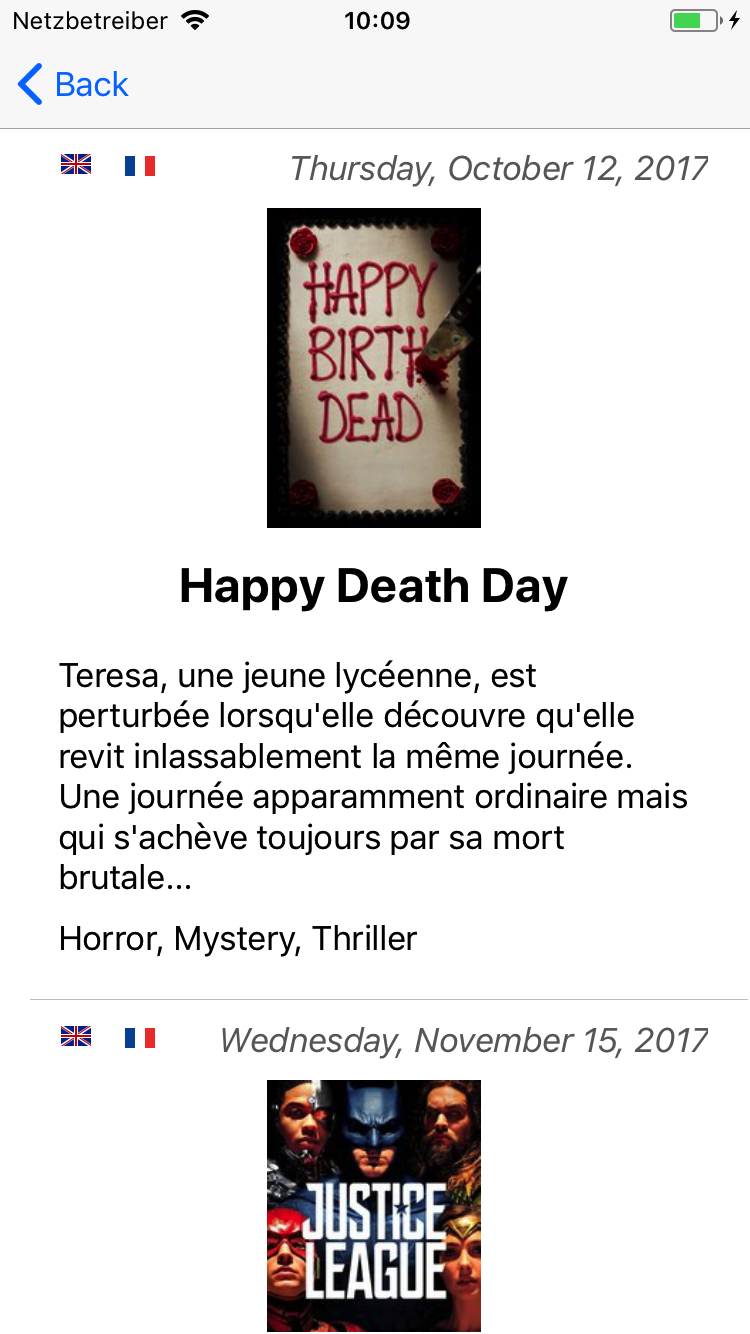 Netzbetreiber 10:09
Back
Thursday, October 12, 2017
HAPPY
BIRTH
DEAD
Happy Death Day
Teresa, une jeune lycéenne, est
perturbée lorsqu'elle découvre qu'elle
revit inlassablement la même journée.
Une journée apparamment ordinaire mais
qui s'achève toujours par sa mort
brutale...
Horror, Mystery, Thriller
Wednesday, November 15, 2017
JUSTICE
LEAGUE